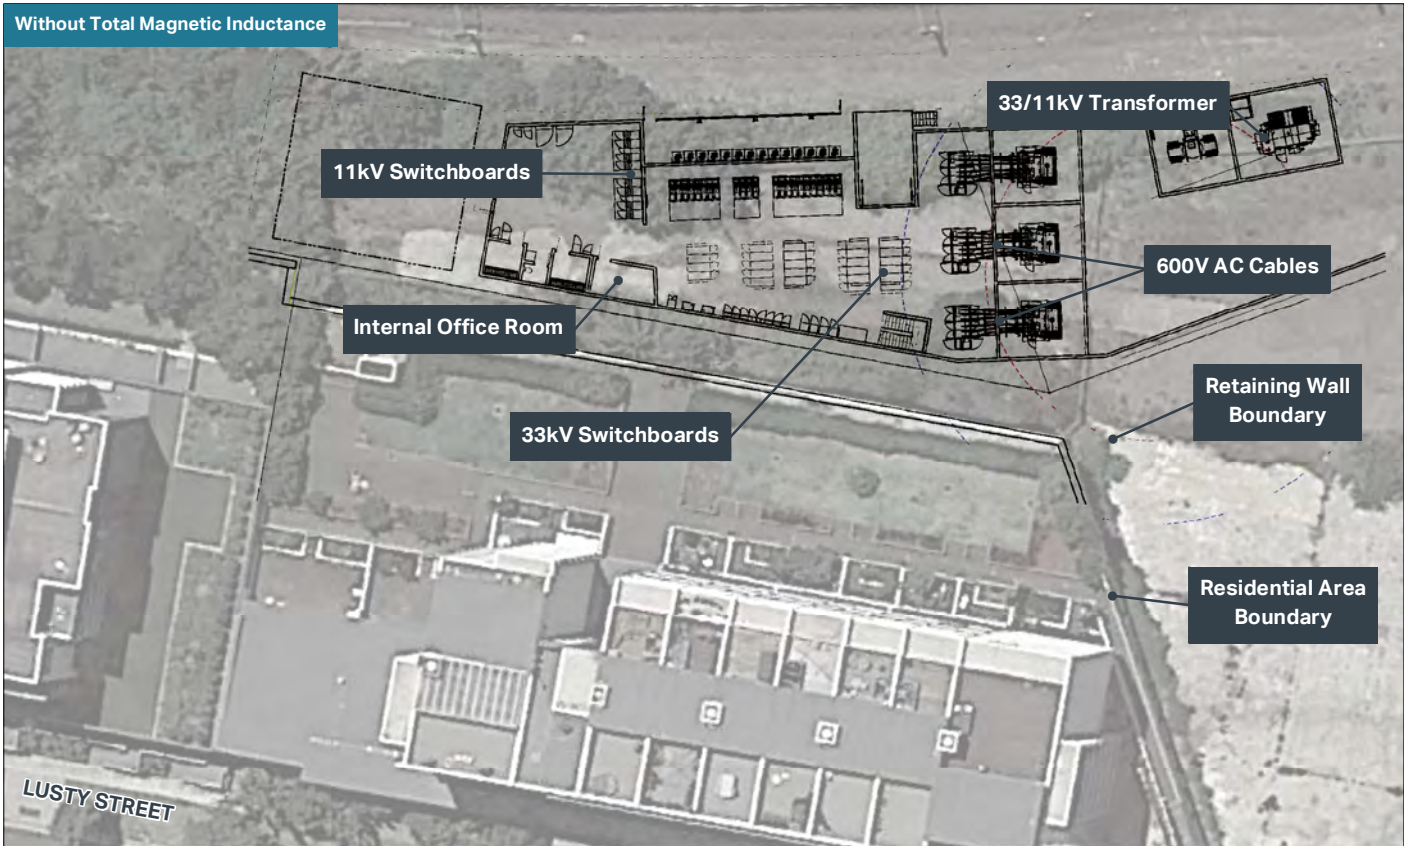 Without Total Magnetic Inductance
33/11kV Transformer
11kV Switchboards
600V AC Cables
Internal Office Room
Retaining Wall
Boundary
33kV Switchboards
Residential Area
Boundary
LUSTY STREET